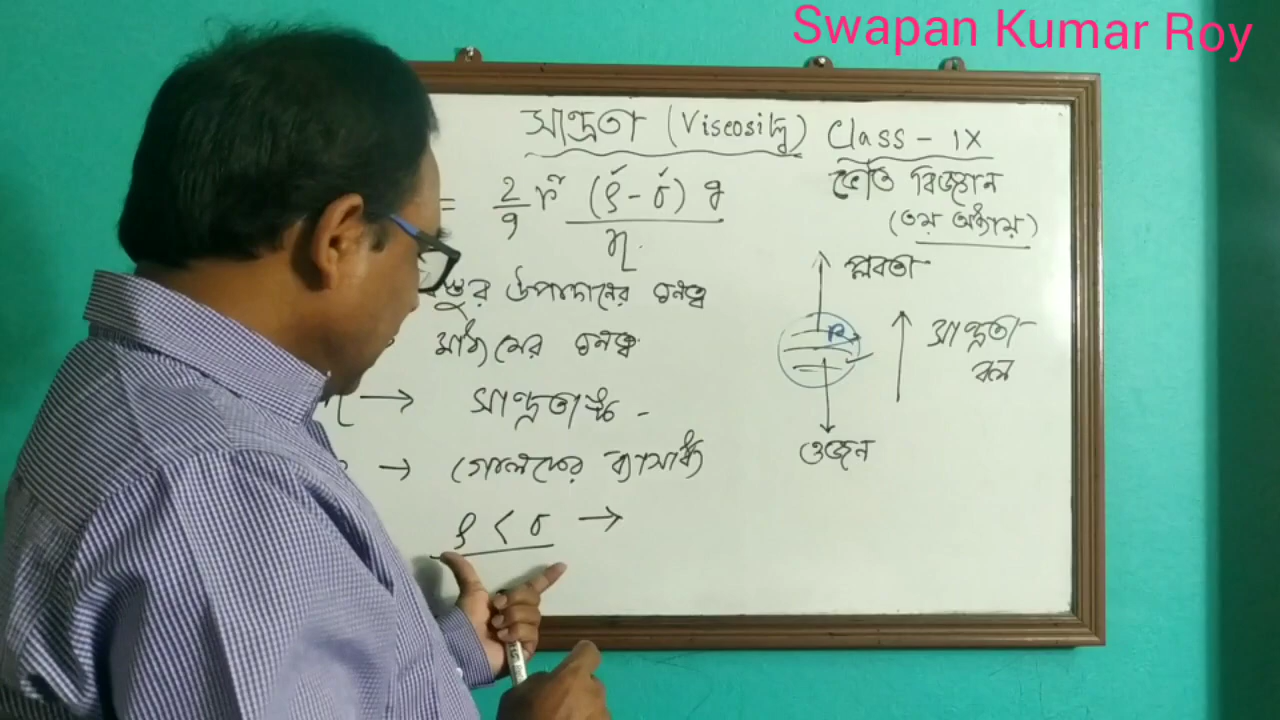 Swapan Kumar Roy
সান্দ্রতা (Viscosity) Class - IX
ভৌত বিজ্ঞান
(৩য় অধ্যায়)
= 2/9 r² (ρ - σ) g / η
বস্তুর উপাদানের ঘনত্ব
মাধ্যমের ঘনত্ব
η → সান্দ্রতাঙ্ক -
→ গোলকের ব্যাসার্ধ
ρ < σ →
প্লবতা
সান্দ্রতা
বল
ওজন